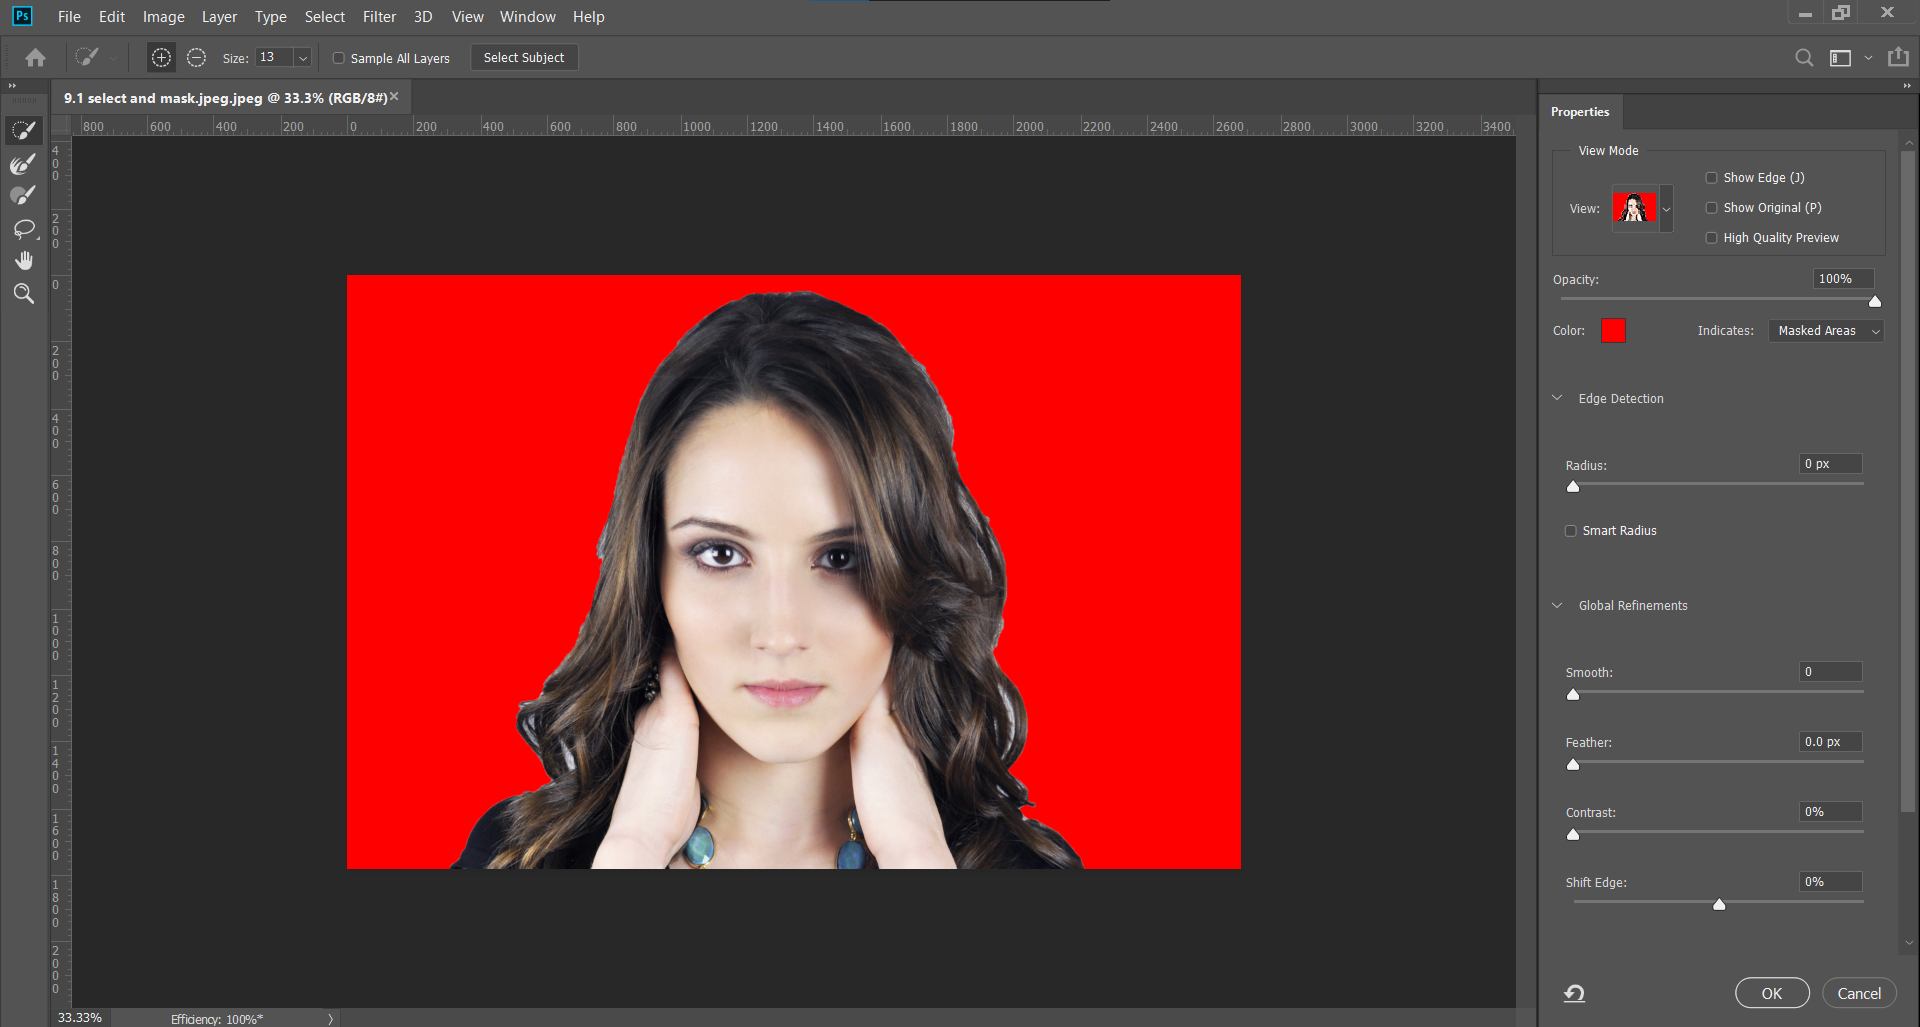 Ps File Edit Image Layer Type Select Filter 3D View Window Help
Size: 13 Sample All Layers Select Subject
9.1 select and mask.jpeg.jpeg @ 33.3% (RGB/8#)
800 600 400 200 0 200 400 600 800 1000 1200 1400 1600 1800 2000 2200 2400 2600 2800 3000 3200 3400
400
200
0
200
400
600
800
1000
1200
1400
1600
1800
2000
Properties
View Mode
View:
Show Edge (J)
Show Original (P)
High Quality Preview
Opacity: 100%
Color: Indicates: Masked Areas
Edge Detection
Radius: 0 px
Smart Radius
Global Refinements
Smooth: 0
Feather: 0.0 px
Contrast: 0%
Shift Edge: 0%
OK Cancel
33.33% Efficiency: 100%*